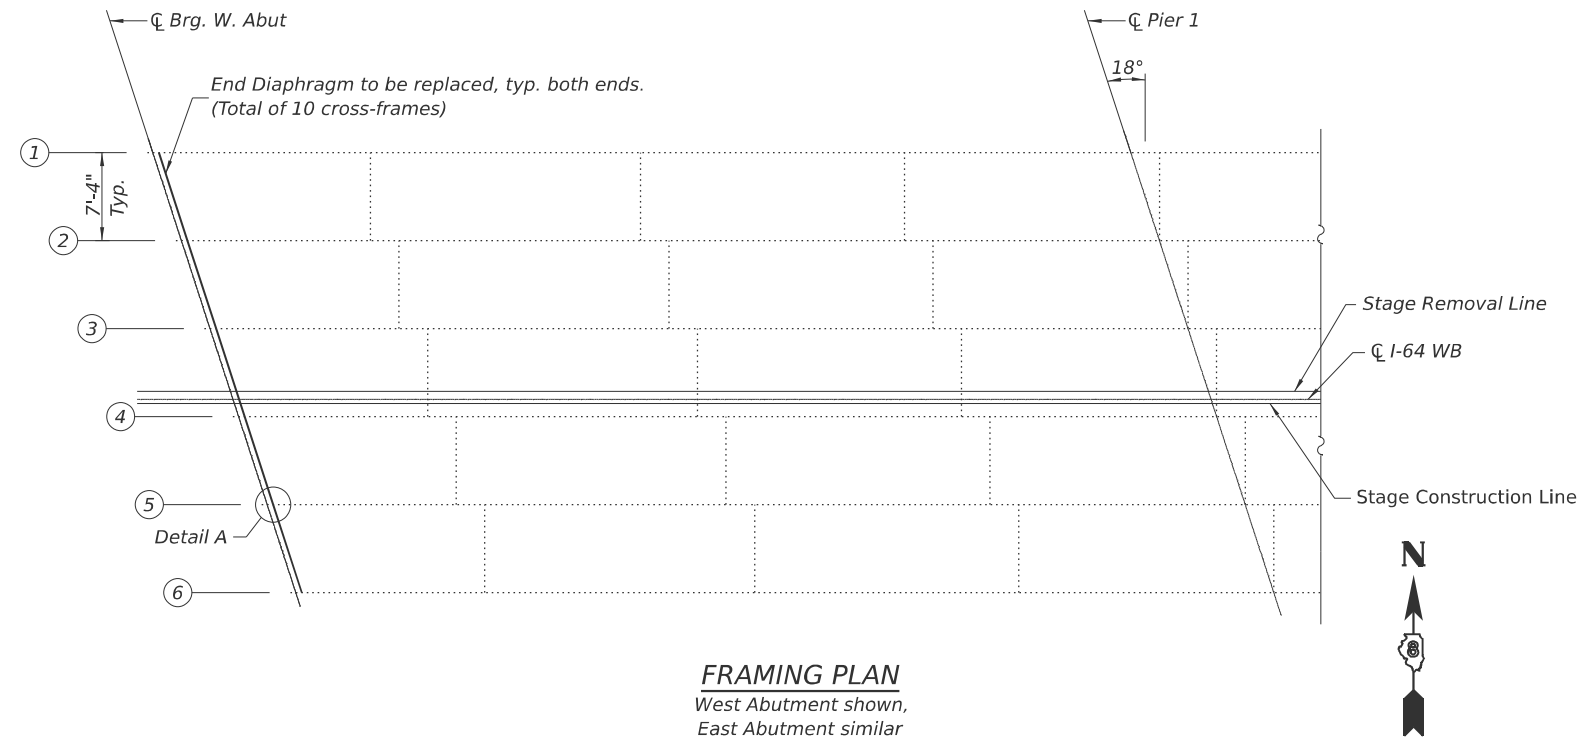 ℄ Brg. W. Abut
℄ Pier 1
18°
End Diaphragm to be replaced, typ. both ends.
(Total of 10 cross-frames)
1
7'-4"
Typ.
2
3
Stage Removal Line
℄ I-64 WB
4
5
Stage Construction Line
Detail A
N
6
FRAMING PLAN
West Abutment shown,
East Abutment similar